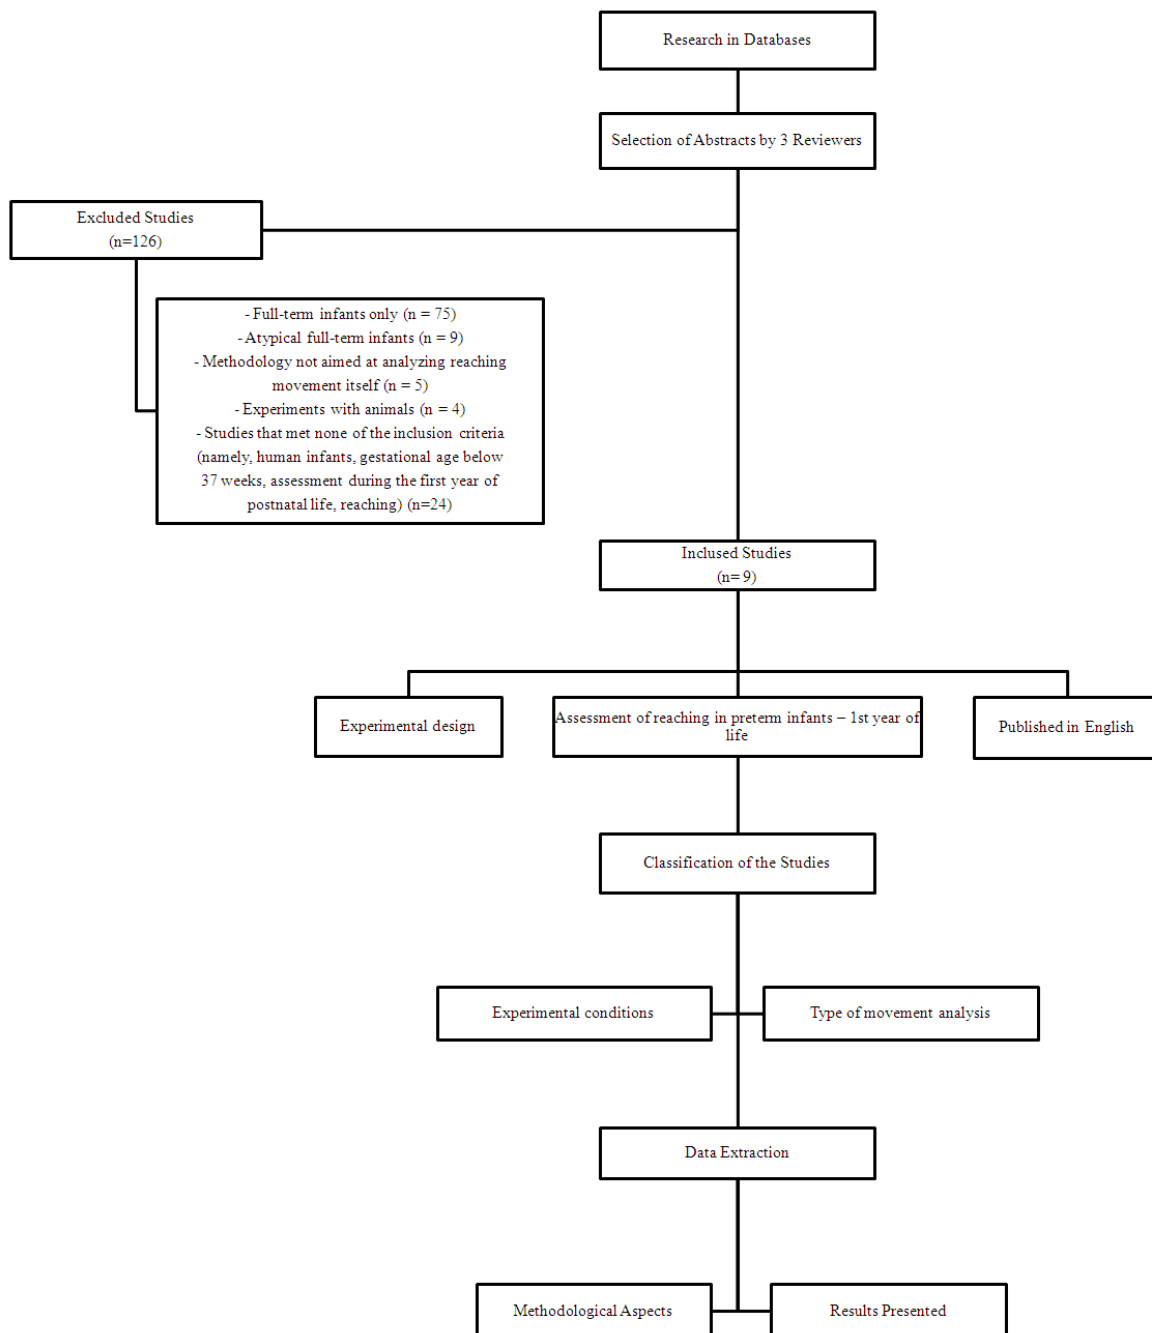 Research in Databases
Selection of Abstracts by 3 Reviewers
Excluded Studies
(n=126)
- Full-term infants only (n = 75)
- Atypical full-term infants (n = 9)
- Methodology not aimed at analyzing reaching
movement itself (n = 5)
- Experiments with animals (n = 4)
- Studies that met none of the inclusion criteria
(namely, human infants, gestational age below
37 weeks, assessment during the first year of
postnatal life, reaching) (n=24)
Inclused Studies
(n= 9)
Experimental design
Assessment of reaching in preterm infants – 1st year of
life
Published in English
Classification of the Studies
Experimental conditions
Type of movement analysis
Data Extraction
Methodological Aspects
Results Presented